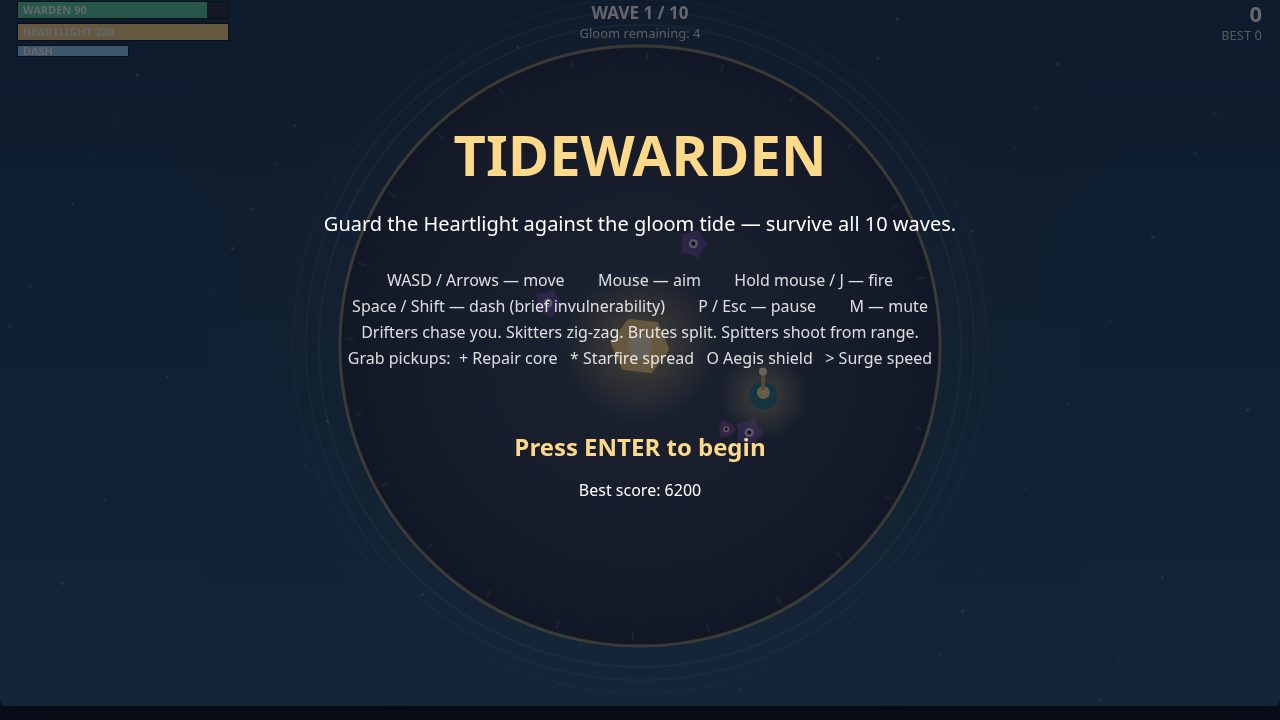 WARDEN 90
HEARTLIGHT 220
DASH
WAVE 1 / 10
Gloom remaining: 4
0
BEST 0
TIDEWARDEN
Guard the Heartlight against the gloom tide — survive all 10 waves.
WASD / Arrows — move Mouse — aim Hold mouse / J — fire
Space / Shift — dash (brief invulnerability) P / Esc — pause M — mute
Drifters chase you. Skitters zig-zag. Brutes split. Spitters shoot from range.
Grab pickups: + Repair core * Starfire spread O Aegis shield > Surge speed
Press ENTER to begin
Best score: 6200